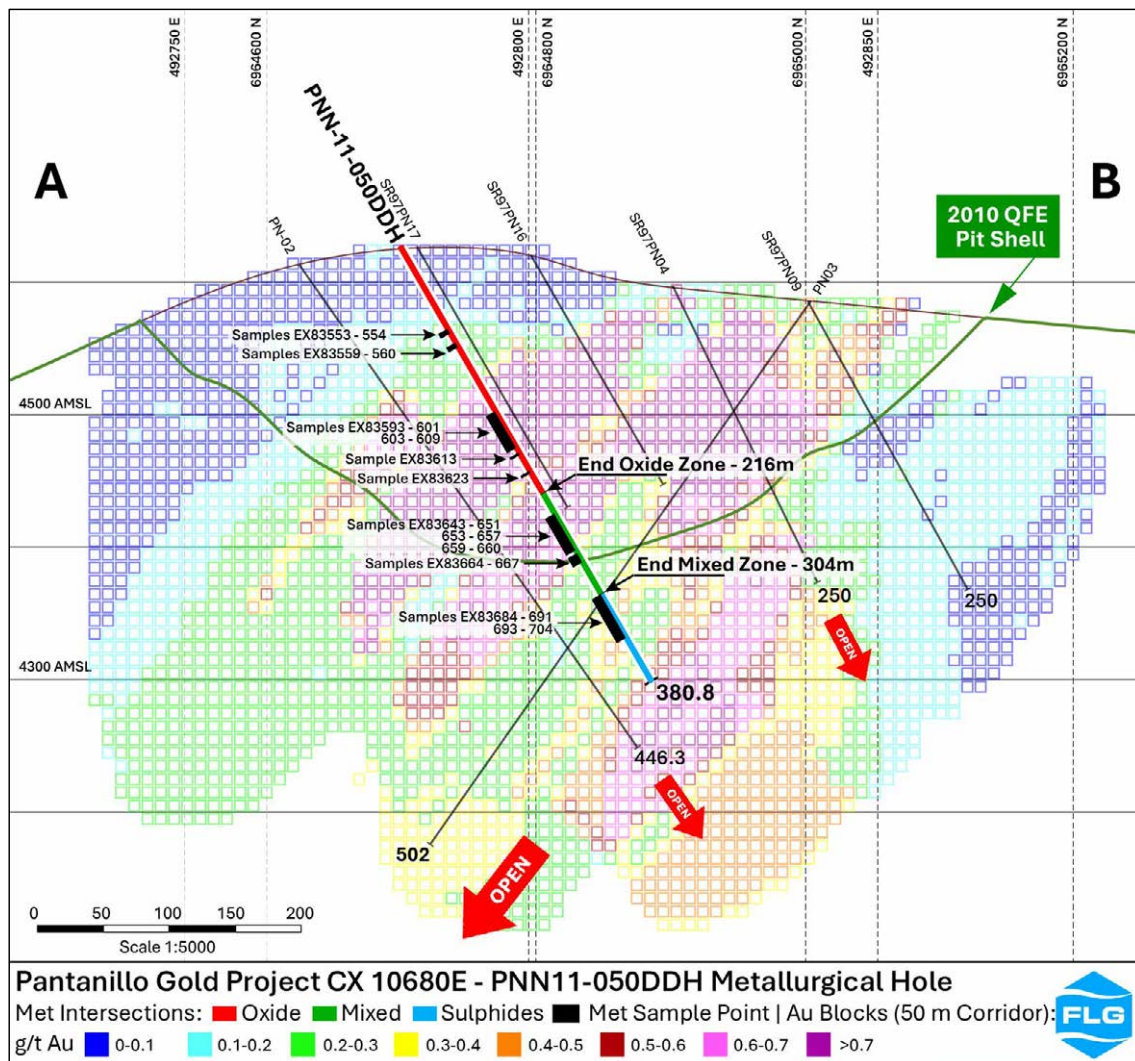 492750 E
6964600 N
492800 E
6964800 N
6965000 N
492850 E
6965200 N
A
B
PNN-11-050DDH
SR97PN17
PN-02
SR97PN16
SR97PN04
SR97PN09
PN03
2010 QFE
Pit Shell
Samples EX83553 - 554
Samples EX83559 - 560
4500 AMSL
Samples EX83593 - 601
603 - 609
Sample EX83613
Sample EX83623
End Oxide Zone - 216m
Samples EX83643 - 651
653 - 657
659 - 660
Samples EX83664 - 667
End Mixed Zone - 304m
Samples EX83684 - 691
693 - 704
250
250
OPEN
4300 AMSL
380.8
446.3
OPEN
502
OPEN
0 50 100 150 200
Scale 1:5000
Pantanillo Gold Project CX 10680E - PNN11-050DDH Metallurgical Hole
Met Intersections: Oxide Mixed Sulphides Met Sample Point | Au Blocks (50 m Corridor):
g/t Au 0-0.1 0.1-0.2 0.2-0.3 0.3-0.4 0.4-0.5 0.5-0.6 0.6-0.7 >0.7
FLG